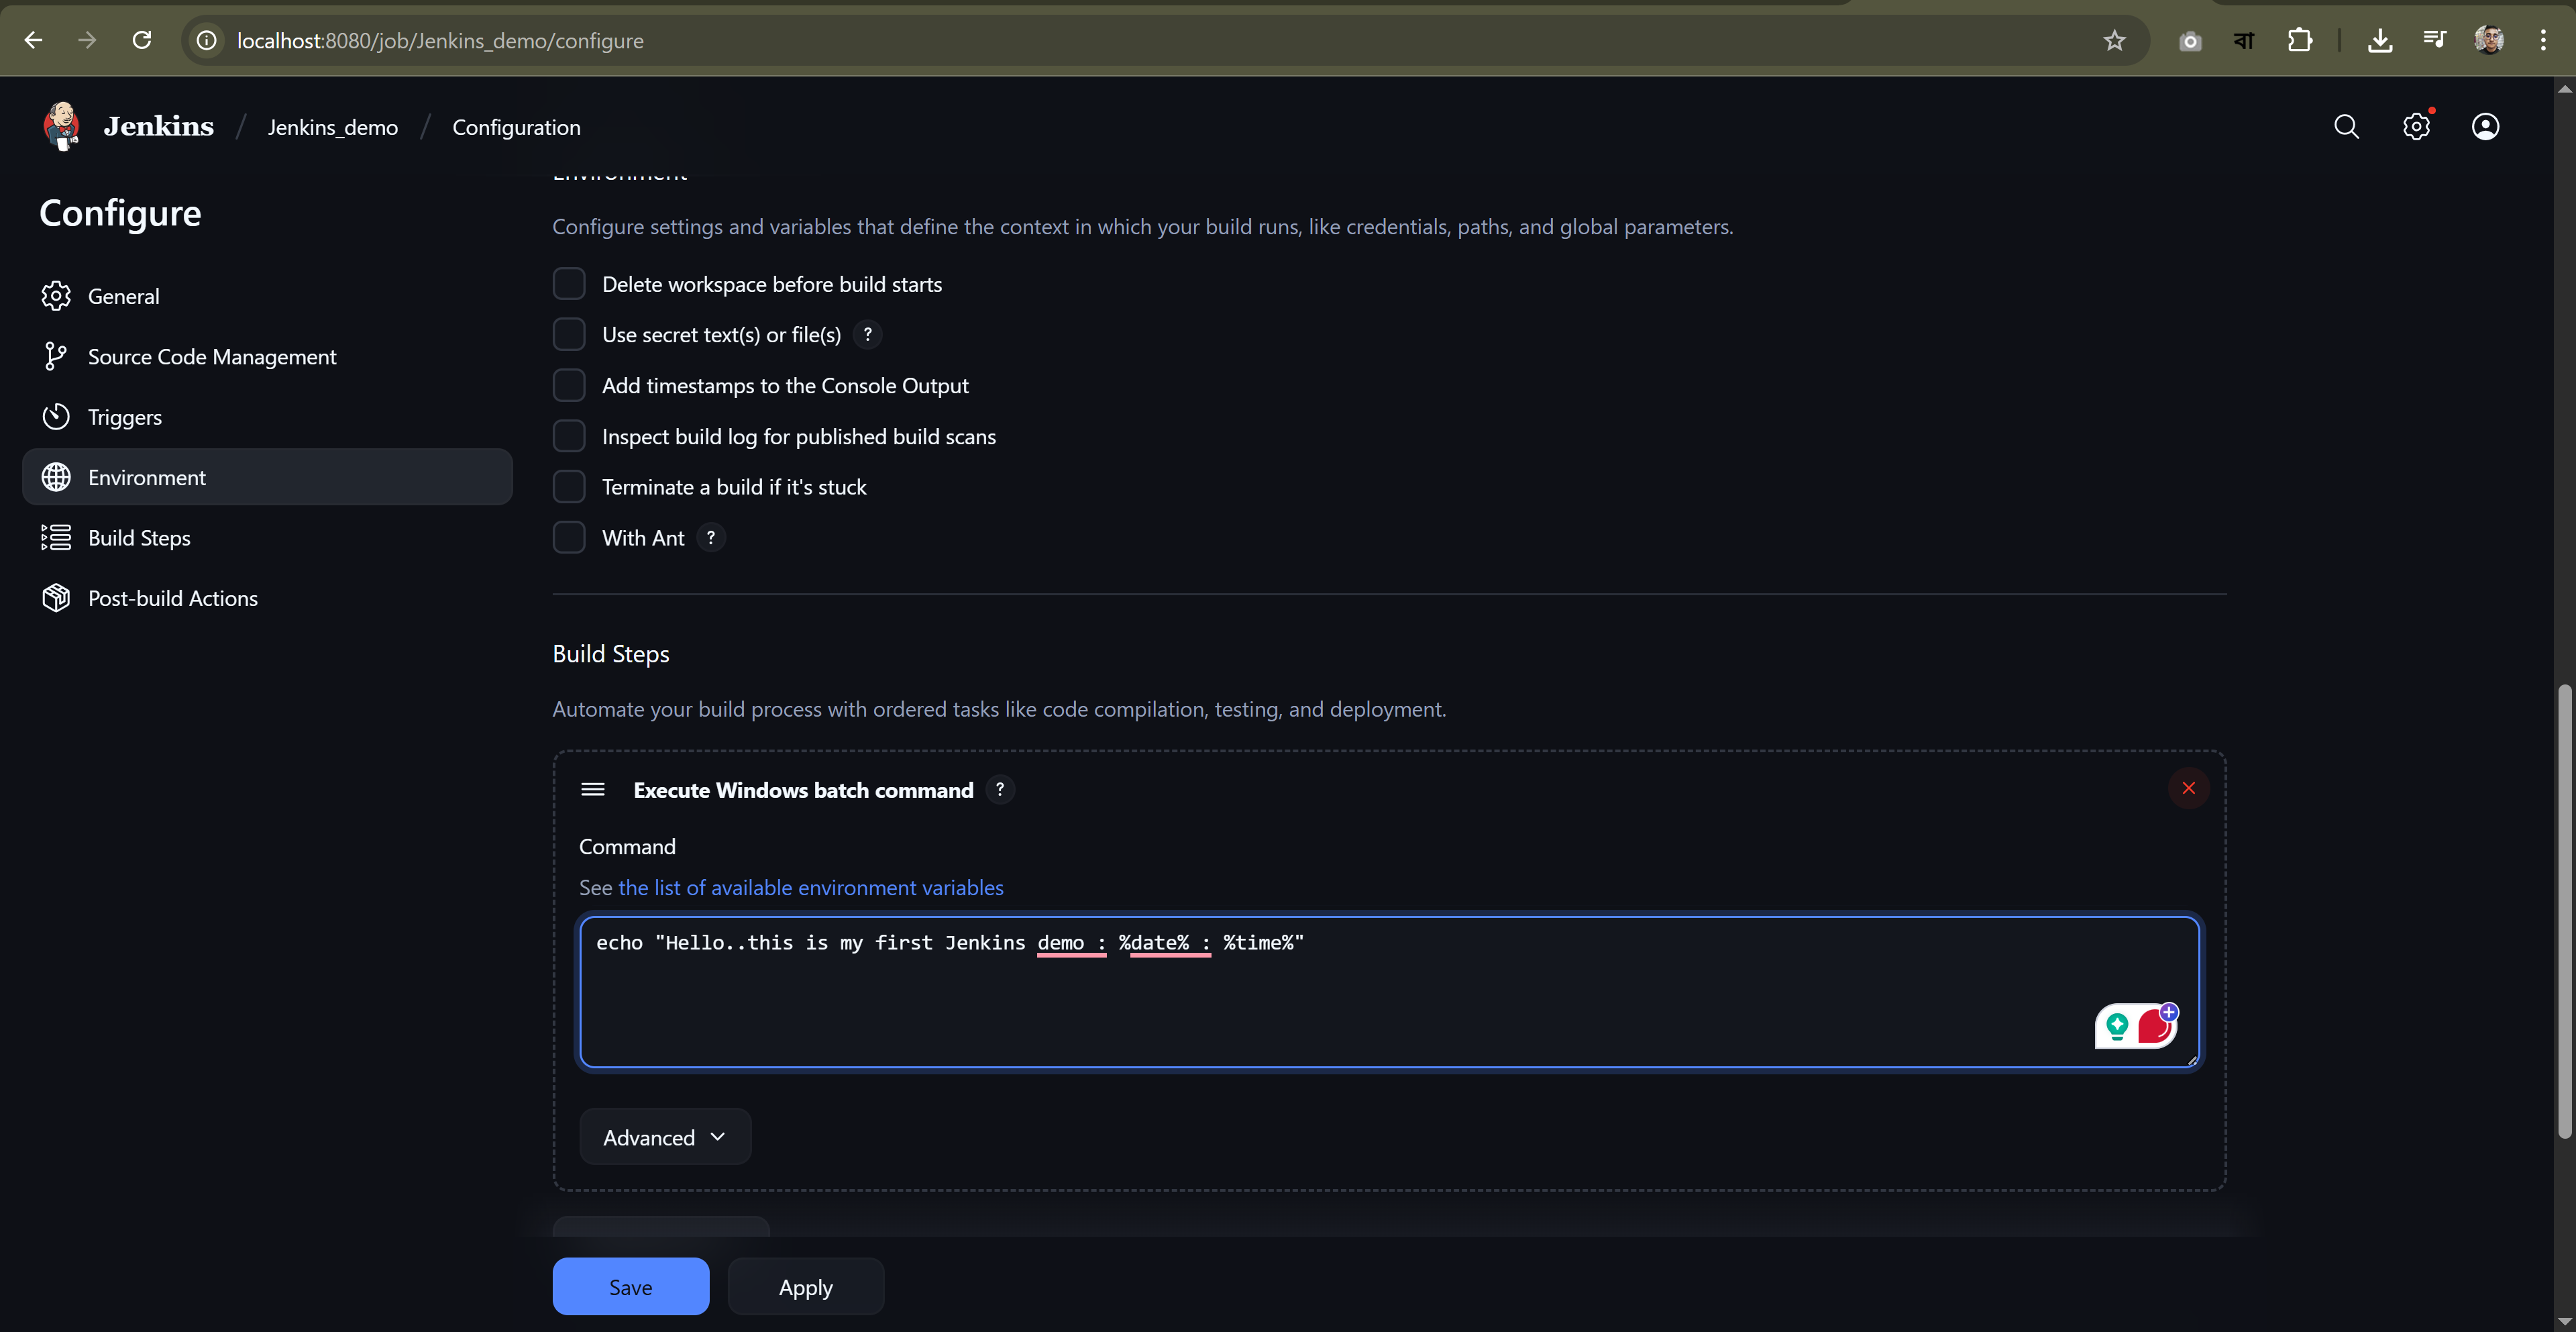 localhost:8080/job/Jenkins_demo/configure
বা
Jenkins / Jenkins_demo / Configuration
Environment
Configure
Configure settings and variables that define the context in which your build runs, like credentials, paths, and global parameters.
General
Source Code Management
Triggers
Environment
Build Steps
Post-build Actions
Delete workspace before build starts
Use secret text(s) or file(s) ?
Add timestamps to the Console Output
Inspect build log for published build scans
Terminate a build if it's stuck
With Ant ?
Build Steps
Automate your build process with ordered tasks like code compilation, testing, and deployment.
Execute Windows batch command ?
Command
See the list of available environment variables
echo "Hello..this is my first Jenkins demo : %date% : %time%"
Advanced
Save
Apply